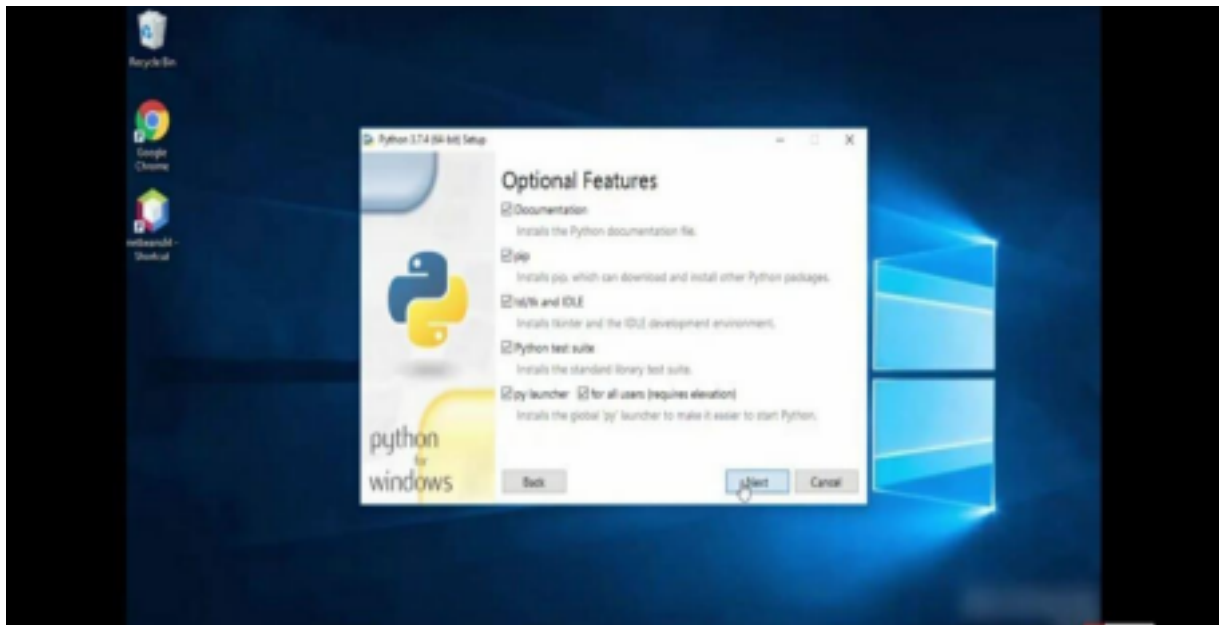 Recycle Bin
Google
Chrome
Shortcut
Python 3.7.4 (64-bit) Setup
Optional Features
Documentation
Installs the Python documentation file.
pip
Installs pip, which can download and install other Python packages.
tcl/tk and IDLE
Installs tkinter and the IDLE development environment.
Python test suite
Installs the standard library test suite.
py launcher for all users (requires elevation)
Installs the global 'py' launcher to make it easier to start Python.
python
for
windows
Back
Next
Cancel